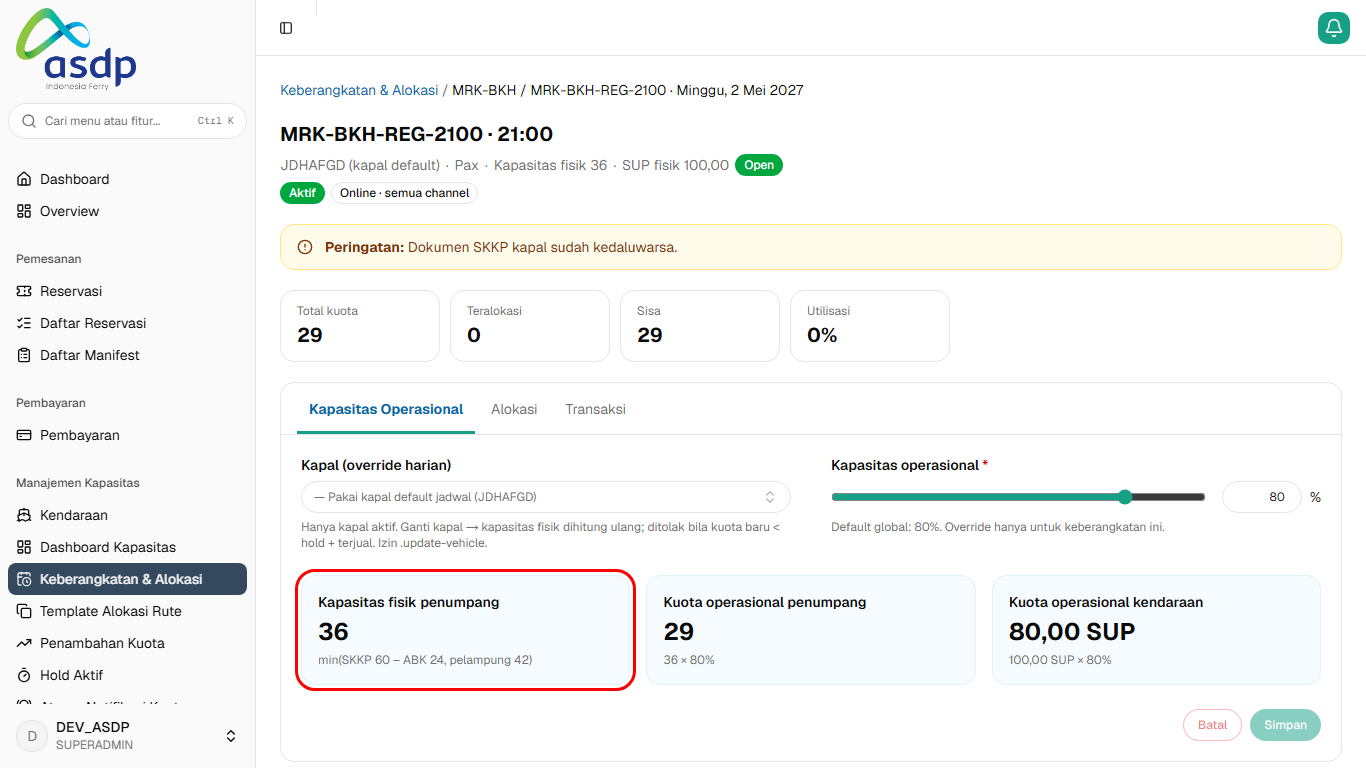 asdp
Indonesia Ferry
Cari menu atau fitur... Ctrl K
Dashboard
Overview
Pemesanan
Reservasi
Daftar Reservasi
Daftar Manifest
Pembayaran
Pembayaran
Manajemen Kapasitas
Kendaraan
Dashboard Kapasitas
Keberangkatan & Alokasi
Template Alokasi Rute
Penambahan Kuota
Hold Aktif
D
DEV_ASDP
SUPERADMIN
Keberangkatan & Alokasi / MRK-BKH / MRK-BKH-REG-2100 · Minggu, 2 Mei 2027
MRK-BKH-REG-2100 · 21:00
JDHAFGD (kapal default) · Pax · Kapasitas fisik 36 · SUP fisik 100,00 Open
Aktif Online · semua channel
Peringatan: Dokumen SKKP kapal sudah kedaluwarsa.
Total kuota
29
Teralokasi
0
Sisa
29
Utilisasi
0%
Kapasitas Operasional Alokasi Transaksi
Kapal (override harian)
— Pakai kapal default jadwal (JDHAFGD)
Hanya kapal aktif. Ganti kapal → kapasitas fisik dihitung ulang; ditolak bila kuota baru <
hold + terjual. Izin .update-vehicle.
Kapasitas operasional *
80 %
Default global: 80%. Override hanya untuk keberangkatan ini.
Kapasitas fisik penumpang
36
min(SKKP 60 – ABK 24, pelampung 42)
Kuota operasional penumpang
29
36 × 80%
Kuota operasional kendaraan
80,00 SUP
100,00 SUP × 80%
Batal Simpan